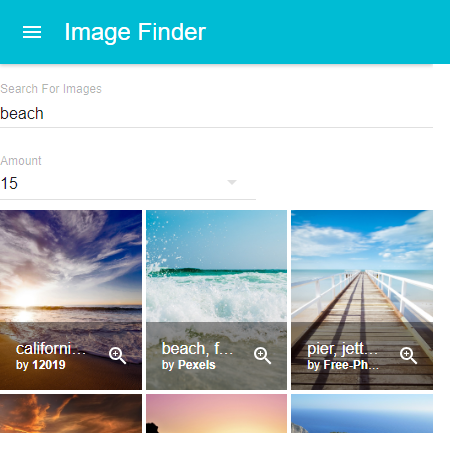 Image Finder
Search For Images
beach
Amount
15
californi...
by 12019
beach, f...
by Pexels
pier, jett...
by Free-Ph...